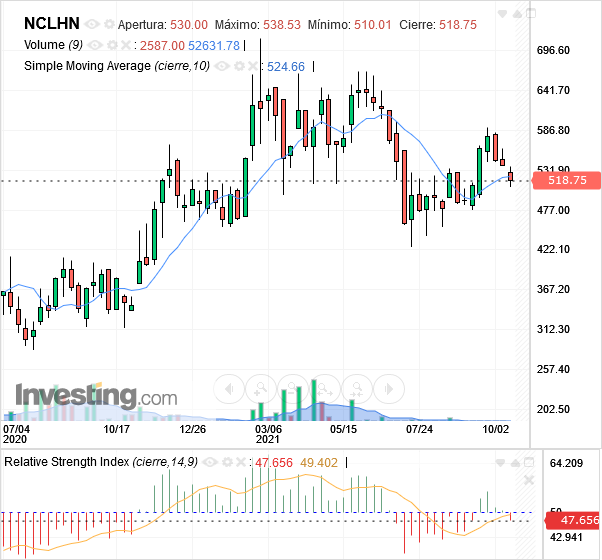 NCLHN Apertura: 530.00 Máximo: 538.53 Mínimo: 510.01 Cierre: 518.75
Volume (9) : 2587.00 52631.78
Simple Moving Average (cierre,10) : 524.66
696.60
641.70
586.80
531.90
518.75
477.00
422.10
367.20
312.30
257.40
202.50
Investing.com
07/04 10/17 12/26 03/06 05/15 07/24 10/02
2020 2021
Relative Strength Index (cierre,14,9) : 47.656 49.402
64.209
50
47.656
42.941